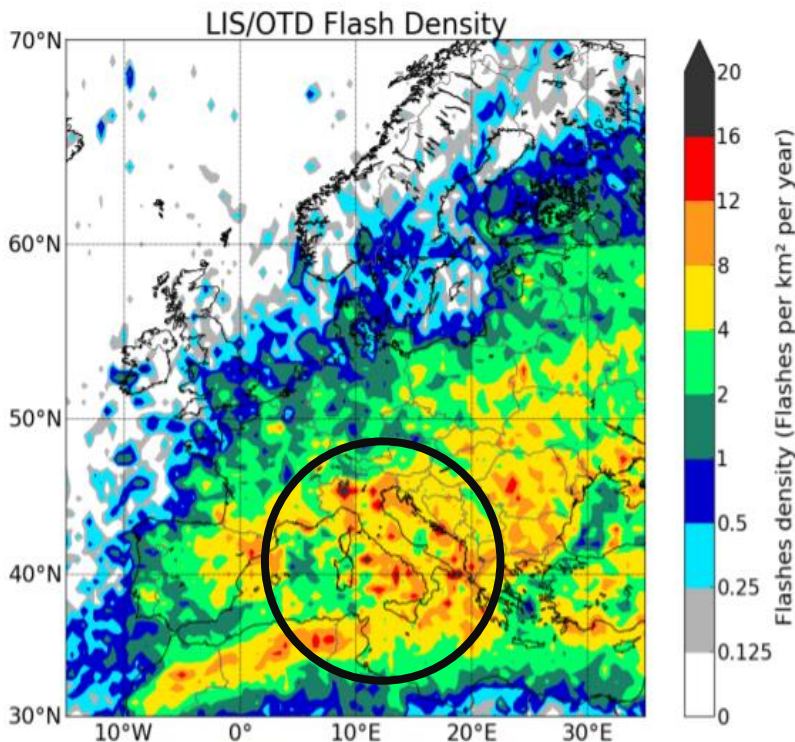 LIS/OTD Flash Density
70°N
60°N
50°N
40°N
30°N
10°W
0°
10°E
20°E
30°E
20
16
12
8
4
2
1
0.5
0.25
0.125
0
Flashes density (Flashes per km² per year)